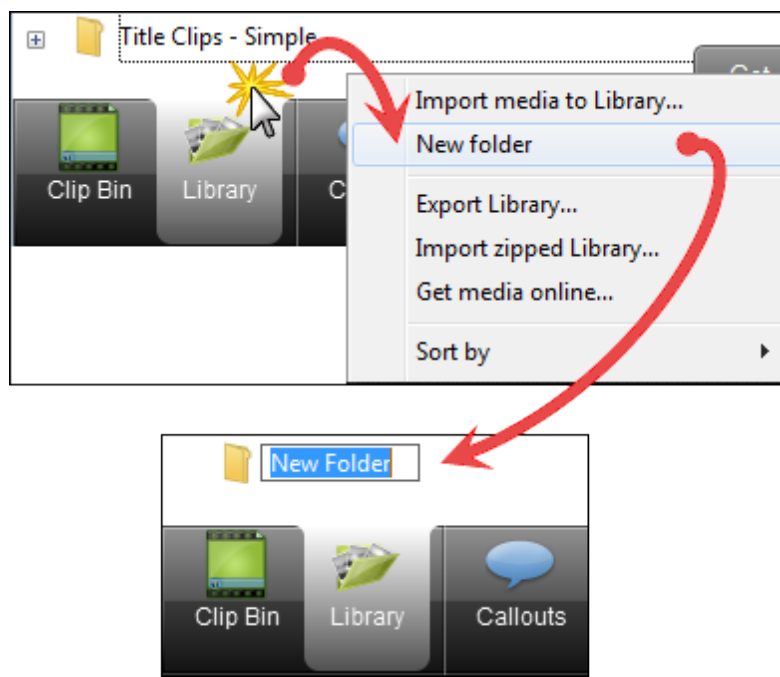 Title Clips - Simple
Import media to Library...
New folder
Export Library...
Import zipped Library...
Get media online...
Sort by
Clip Bin
Library
C
New Folder
Clip Bin
Library
Callouts